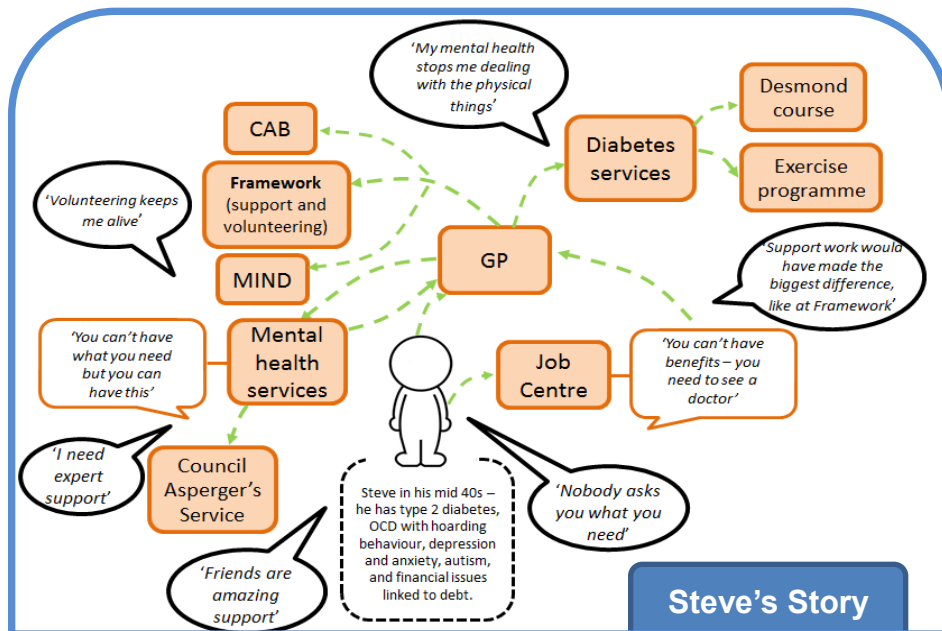 'My mental health
stops me dealing
with the physical
things'
Desmond
course
CAB
Diabetes
services
Exercise
programme
Framework
(support and
volunteering)
'Volunteering keeps
me alive'
GP
'Support work would
have made the
biggest difference,
like at Framework'
MIND
'You can't have
what you need
but you can
have this'
Mental
health
services
Job
Centre
'You can't have
benefits – you
need to see a
doctor'
'I need
expert
support'
Council
Asperger's
Service
Steve in his mid 40s –
he has type 2 diabetes,
OCD with hoarding
behaviour, depression
and anxiety, autism,
and financial issues
linked to debt.
'Nobody asks
you what you
need'
'Friends are
amazing
support'
Steve's Story